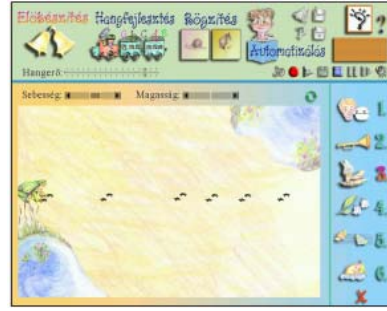 Előkészítés Hangfejlesztés Rögzítés
Automatizálás
?
Hangerő:
Sebesség: Magasság:
1.
2.
3.
4.
5.
6.